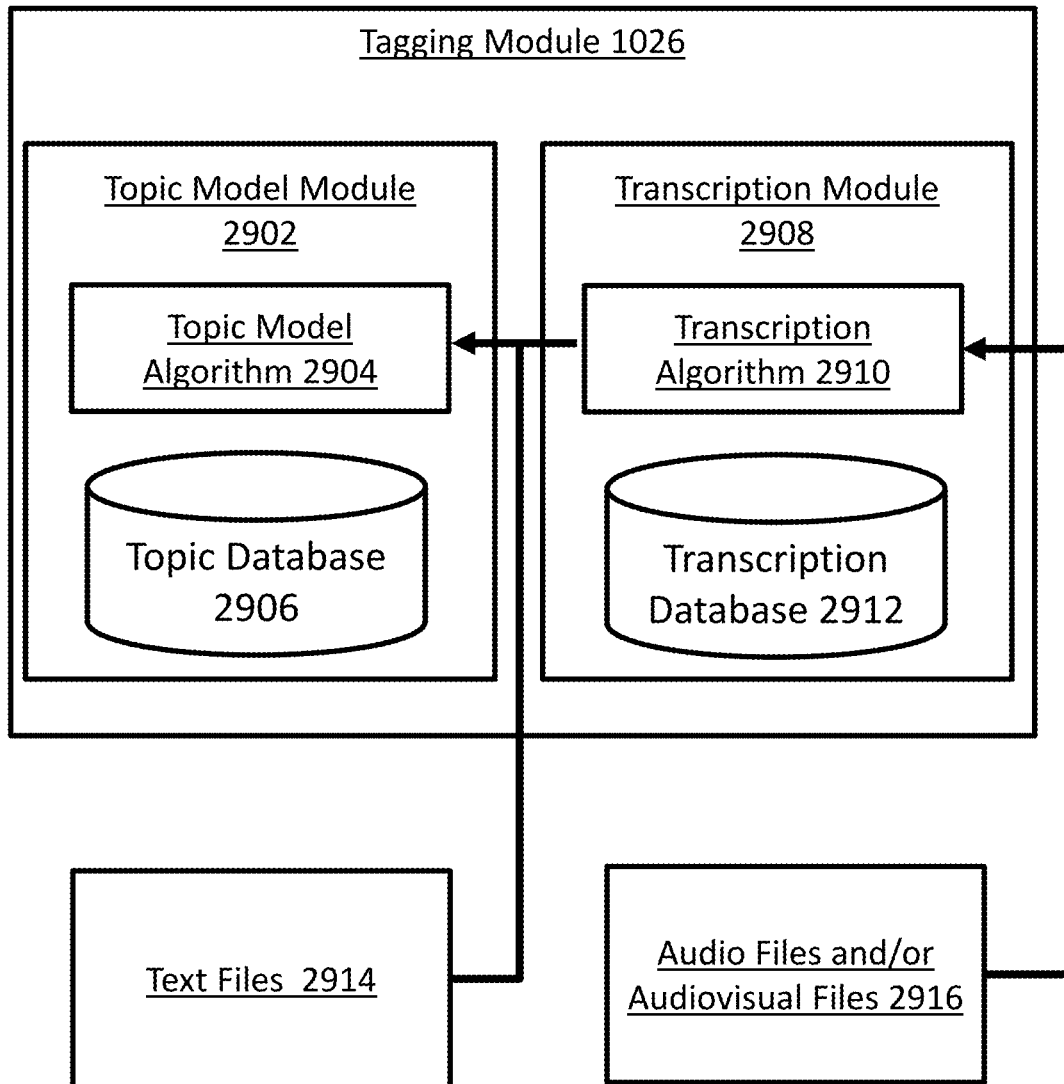 Tagging Module 1026
Topic Model Module
2902
Topic Model
Algorithm 2904
Topic Database
2906
Transcription Module
2908
Transcription
Algorithm 2910
Transcription
Database 2912
Text Files 2914
Audio Files and/or
Audiovisual Files 2916